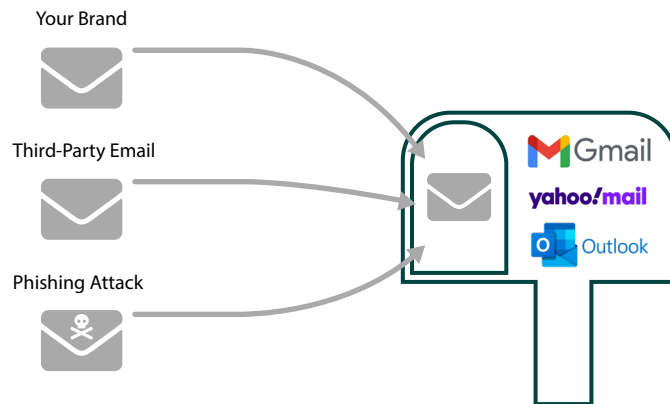 Your Brand
Third-Party Email
Phishing Attack
Gmail
yahoo!mail
O Outlook